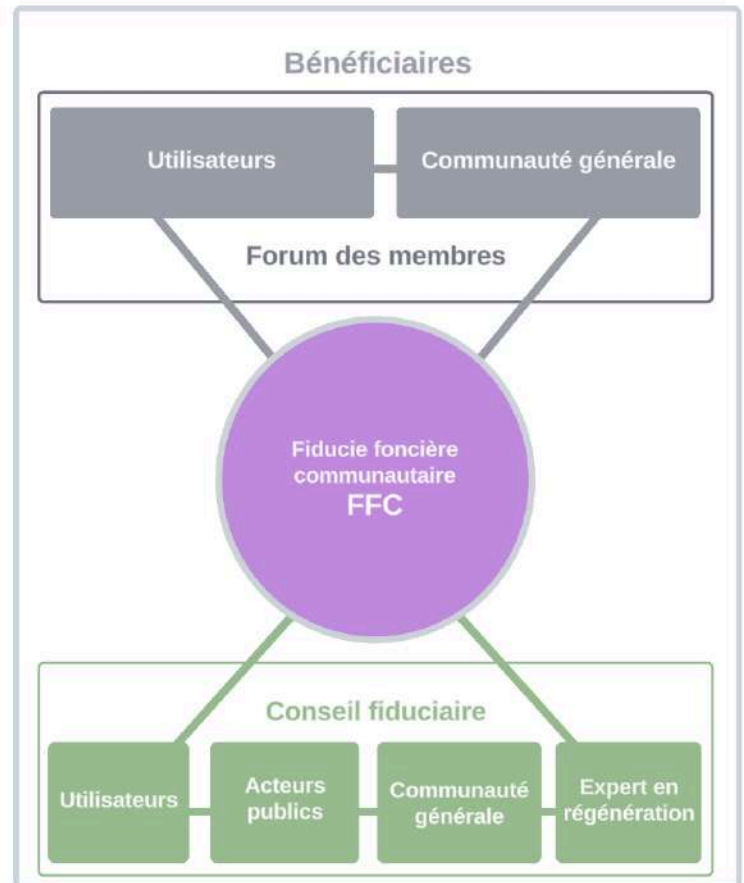 Bénéficiaires
Utilisateurs
Communauté générale
Forum des membres
Fiducie foncière
communautaire
FFC
Conseil fiduciaire
Utilisateurs
Acteurs
publics
Communauté
générale
Expert en
régénération